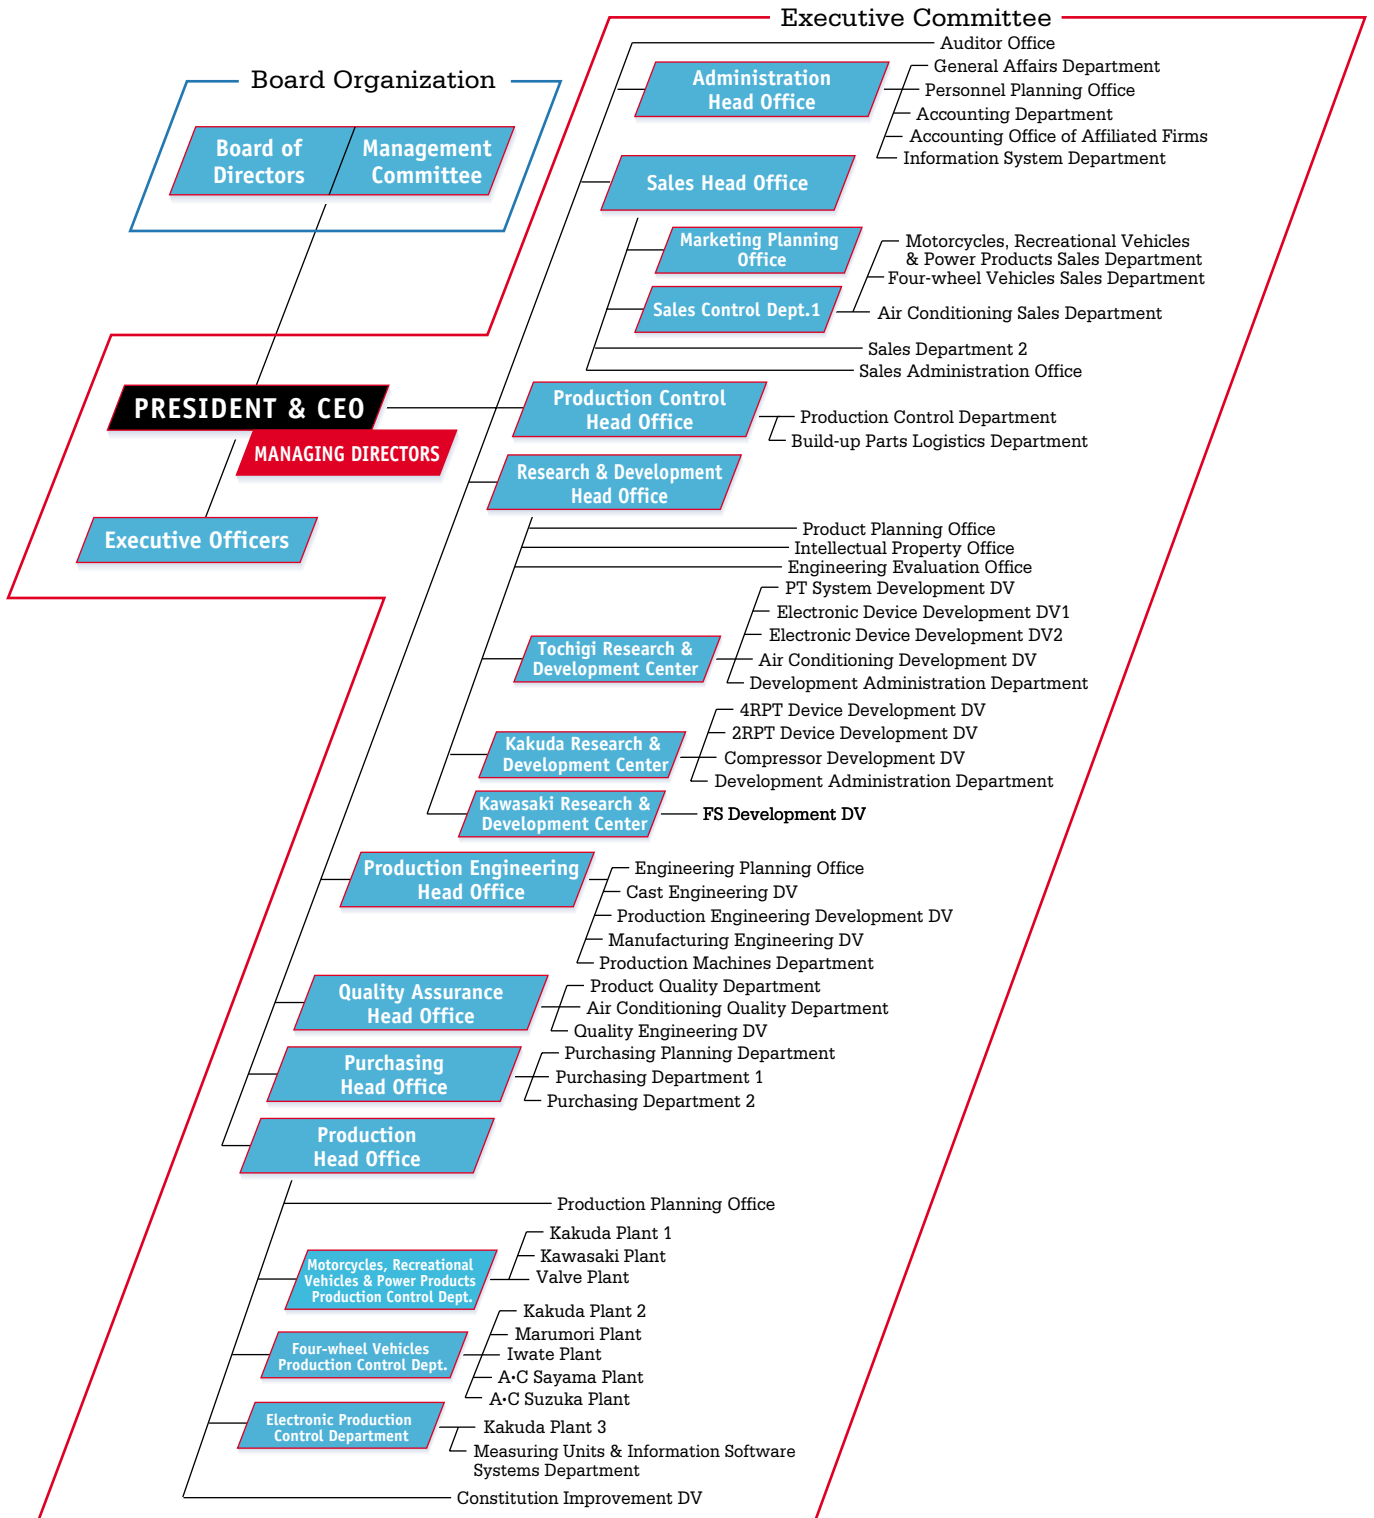 Executive Committee
Auditor Office
Board Organization
Board of
Directors
Management
Committee
Administration
Head Office
General Affairs Department
Personnel Planning Office
Accounting Department
Accounting Office of Affiliated Firms
Information System Department
Sales Head Office
Marketing Planning
Office
Sales Control Dept.1
Motorcycles, Recreational Vehicles
& Power Products Sales Department
Four-wheel Vehicles Sales Department
Air Conditioning Sales Department
Sales Department 2
Sales Administration Office
PRESIDENT & CEO
MANAGING DIRECTORS
Executive Officers
Production Control
Head Office
Production Control Department
Build-up Parts Logistics Department
Research & Development
Head Office
Product Planning Office
Intellectual Property Office
Engineering Evaluation Office
Tochigi Research &
Development Center
PT System Development DV
Electronic Device Development DV1
Electronic Device Development DV2
Air Conditioning Development DV
Development Administration Department
Kakuda Research &
Development Center
4RPT Device Development DV
2RPT Device Development DV
Compressor Development DV
Development Administration Department
Kawasaki Research &
Development Center
FS Development DV
Production Engineering
Head Office
Engineering Planning Office
Cast Engineering DV
Production Engineering Development DV
Manufacturing Engineering DV
Production Machines Department
Quality Assurance
Head Office
Product Quality Department
Air Conditioning Quality Department
Quality Engineering DV
Purchasing
Head Office
Purchasing Planning Department
Purchasing Department 1
Purchasing Department 2
Production
Head Office
Production Planning Office
Motorcycles, Recreational
Vehicles & Power Products
Production Control Dept.
Kakuda Plant 1
Kawasaki Plant
Valve Plant
Four-wheel Vehicles
Production Control Dept.
Kakuda Plant 2
Marumori Plant
Iwate Plant
A•C Sayama Plant
A•C Suzuka Plant
Electronic Production
Control Department
Kakuda Plant 3
Measuring Units & Information Software
Systems Department
Constitution Improvement DV